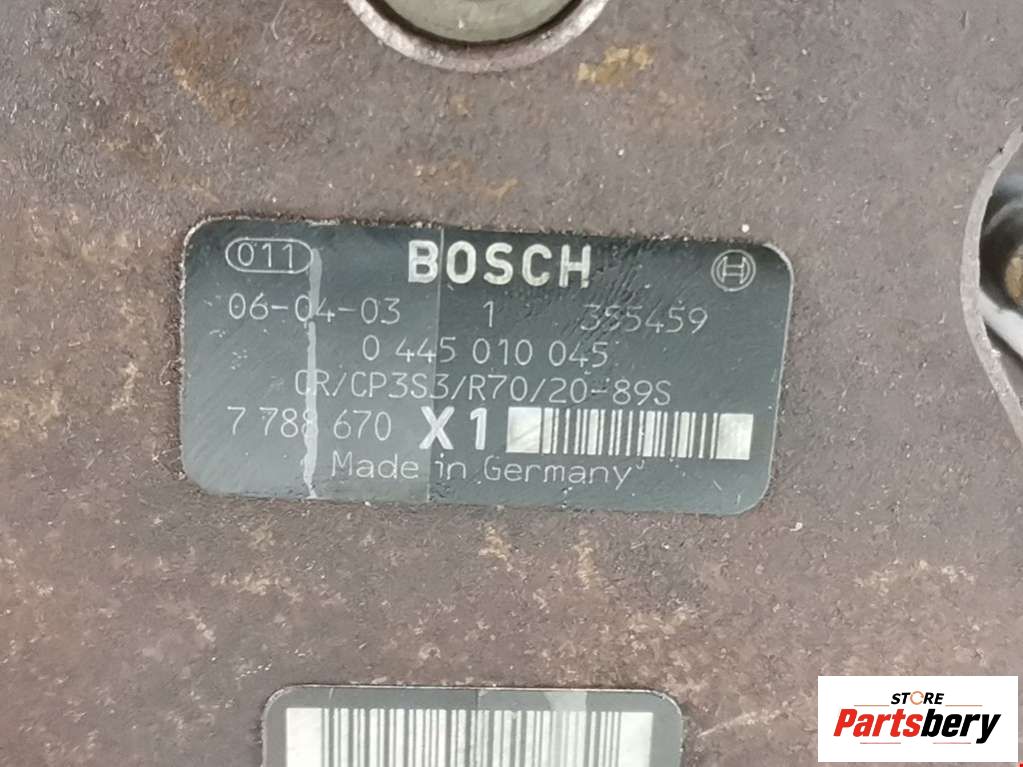 011 BOSCH
06-04-03 1 355459
0 445 010 045
CR/CP3S3/R70/20-89S
7 788 670 X1
Made in Germany
STORE
Partsbery